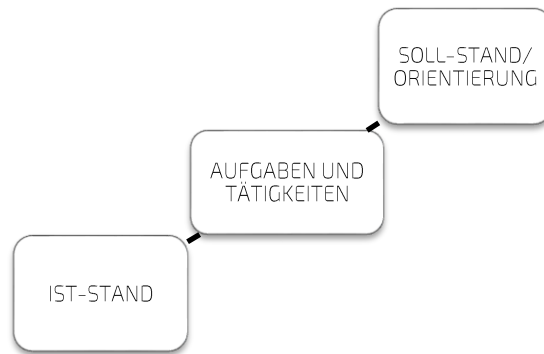 SOLL-STAND/
ORIENTIERUNG
AUFGABEN UND
TÄTIGKEITEN
IST-STAND